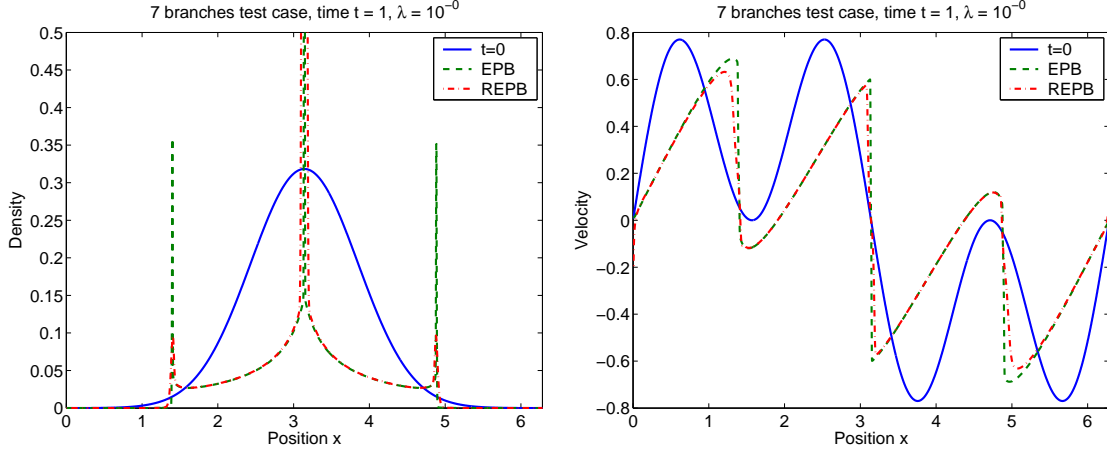 7 branches test case, time t = 1, λ = 10⁻⁰
0.5
0.45
0.4
0.35
0.3
0.25
0.2
0.15
0.1
0.05
0
Density
t=0
EPB
REPB
0 1 2 3 4 5 6
Position x
7 branches test case, time t = 1, λ = 10⁻⁰
0.8
0.6
0.4
0.2
0
−0.2
−0.4
−0.6
−0.8
Velocity
t=0
EPB
REPB
0 1 2 3 4 5 6
Position x